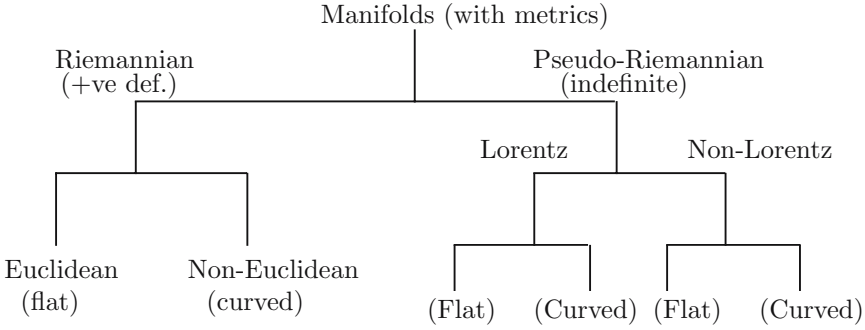 Manifolds (with metrics)
Riemannian
(+ve def.)
Pseudo-Riemannian
(indefinite)
Lorentz
Non-Lorentz
Euclidean
(flat)
Non-Euclidean
(curved)
(Flat)
(Curved)
(Flat)
(Curved)